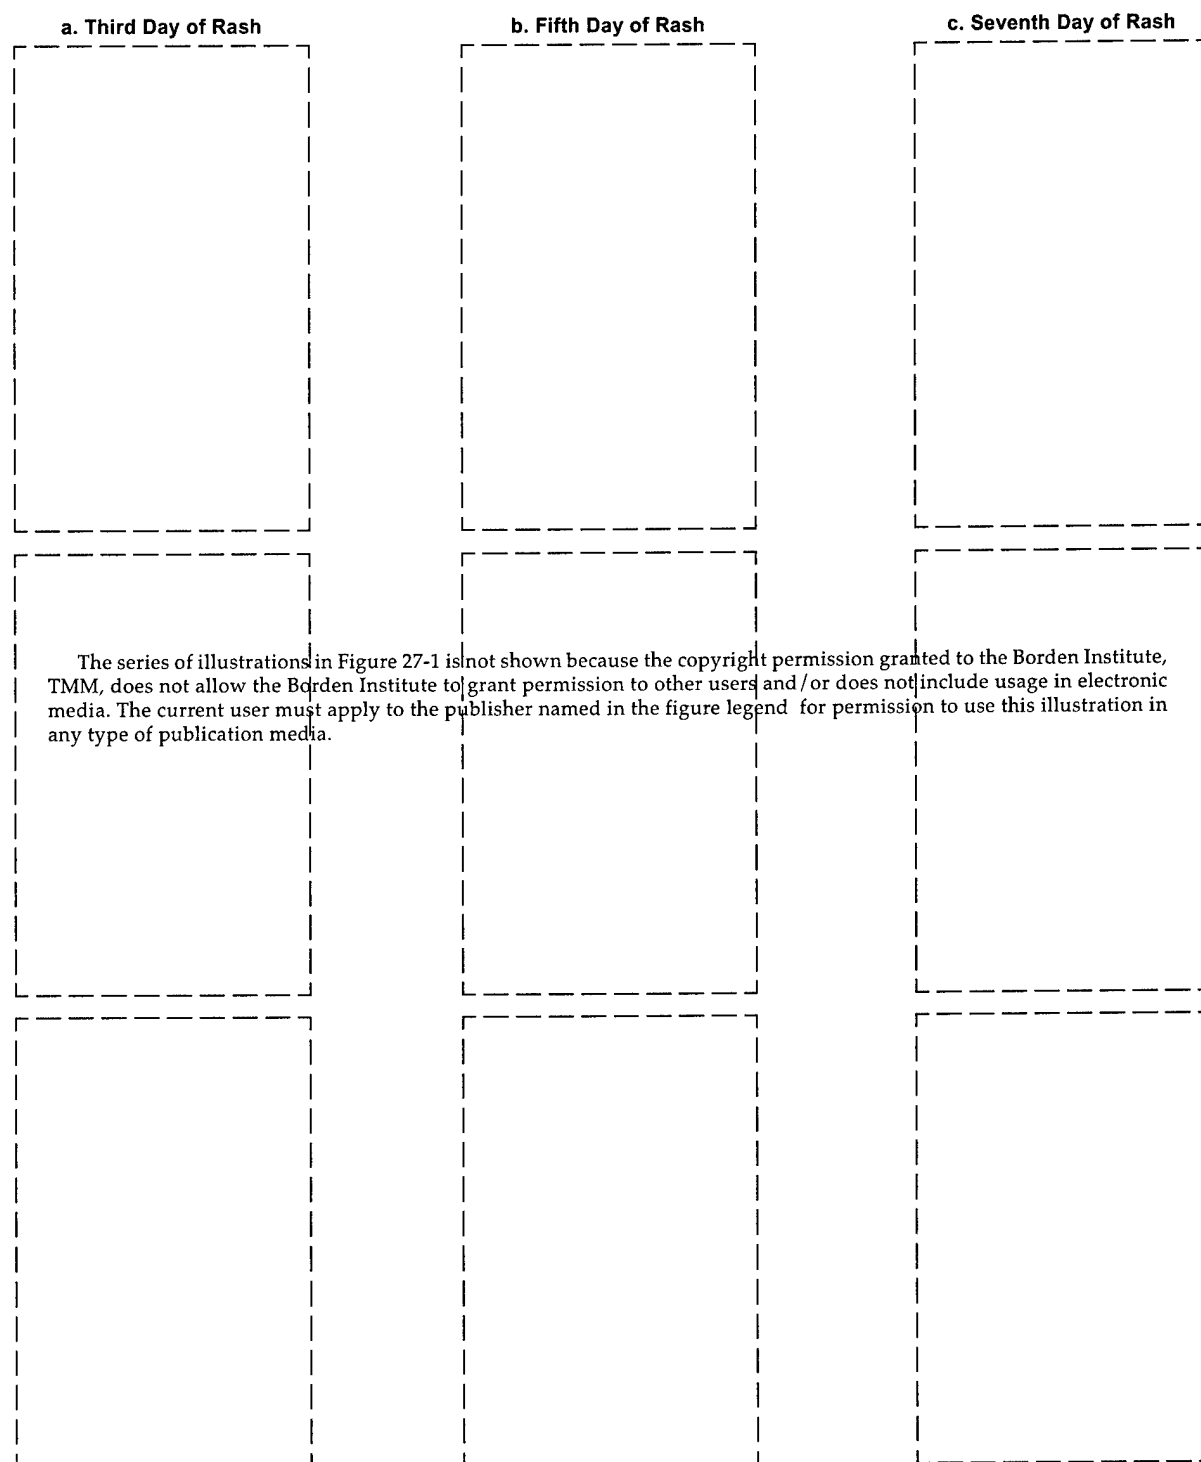 a. Third Day of Rash
b. Fifth Day of Rash
c. Seventh Day of Rash
The series of illustrations in Figure 27-1 is not shown because the copyright permission granted to the Borden Institute,
TMM, does not allow the Borden Institute to grant permission to other users and/or does not include usage in electronic
media. The current user must apply to the publisher named in the figure legend for permission to use this illustration in
any type of publication media.